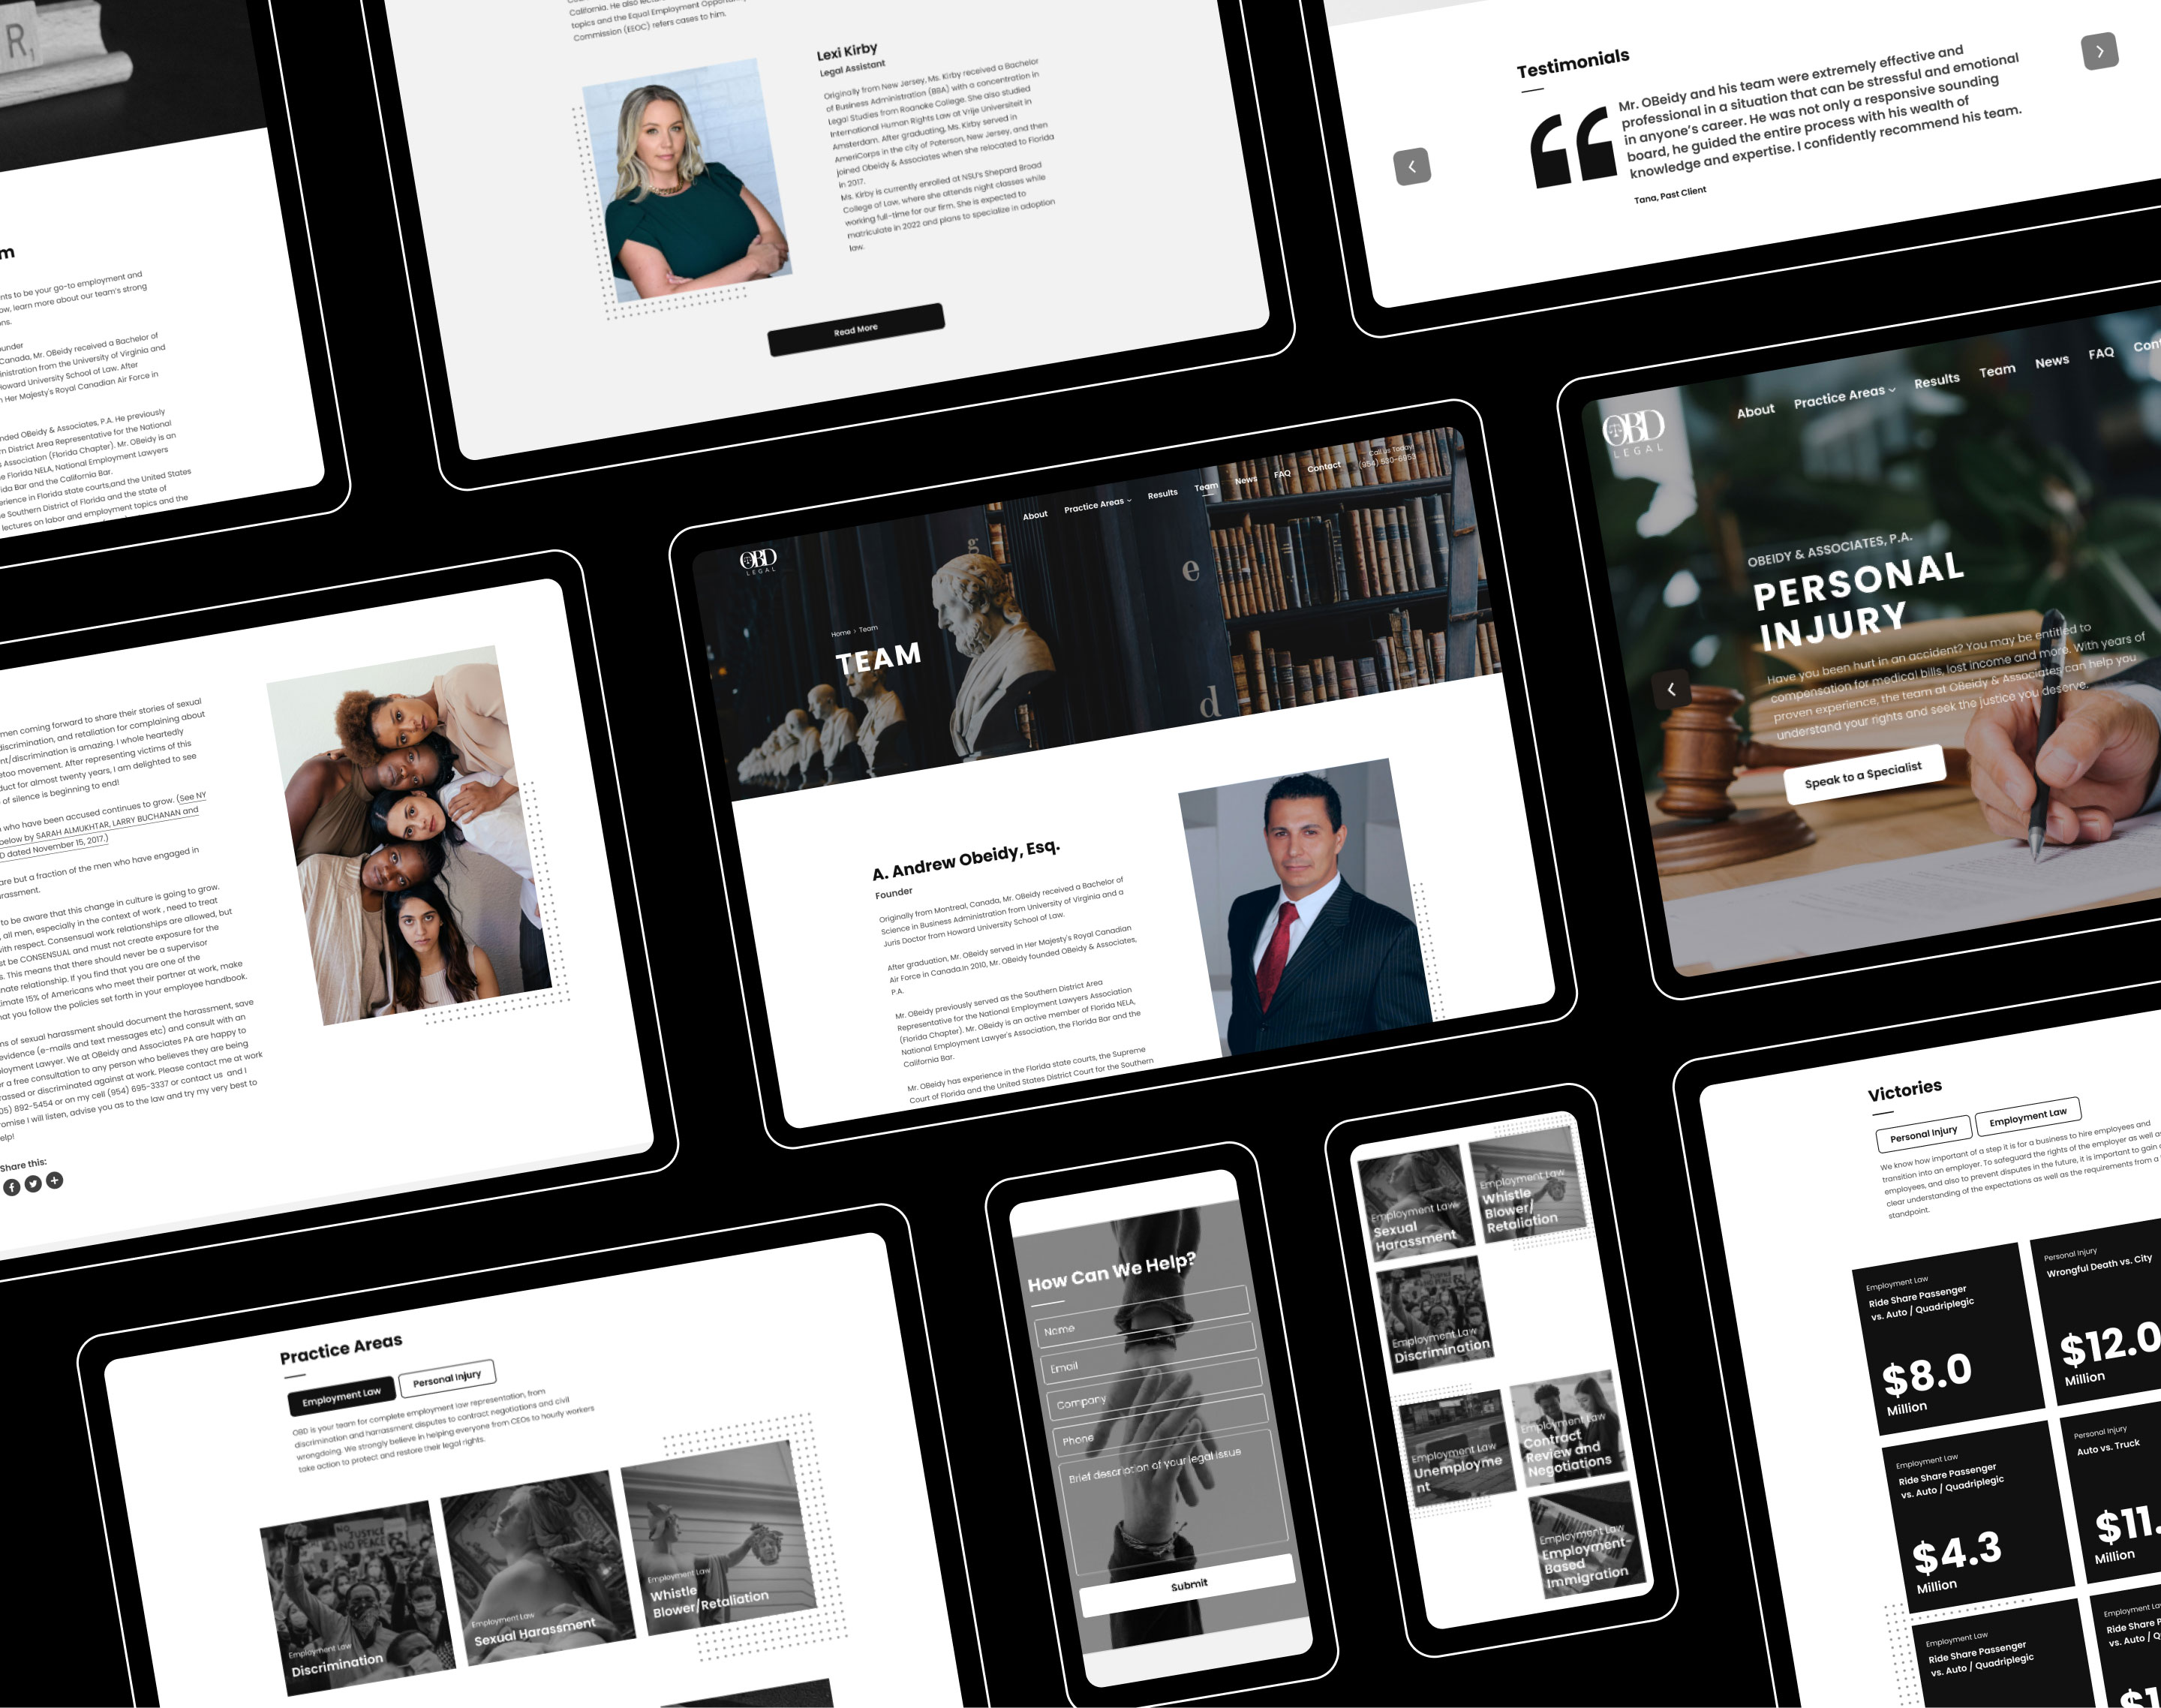 R,
m
nts to be your go-to employment and
ow, learn more about our team's strong
ons.
under
Canada, Mr. OBeidy received a Bachelor of
inistration from the University of Virginia and
Howard University School of Law. After
n Her Majesty's Royal Canadian Air Force in
nded OBeidy & Associates, P.A. He previously
rn District Area Representative for the National
s Association (Florida Chapter). Mr. OBeidy is an
he Florida NELA, National Employment Lawyers
ida Bar and the California Bar.
erience in Florida state courts,and the United States
e Southern District of Florida and the state of
lectures on labor and employment topics and the
California. He also
topics and the Equal Employment Opportunity
Commission (EEOC) refers cases to him.
Lexi Kirby
Legal Assistant
Originally from New Jersey, Ms. Kirby received a Bachelor
of Business Administration (BBA) with a concentration in
Legal Studies from Roanoke College. She also studied
International Human Rights Law at Vrije Universiteit in
Amsterdam. After graduating, Ms. Kirby served in
AmeriCorps in the city of Paterson, New Jersey, and then
joined Obeidy & Associates when she relocated to Florida
in 2017.
Ms. Kirby is currently enrolled at NSU's Shepard Broad
College of Law, where she attends night classes while
working full-time for our firm. She is expected to
matriculate in 2022 and plans to specialize in adoption
law.
Read More
Testimonials
Mr. OBeidy and his team were extremely effective and
professional in a situation that can be stressful and emotional
in anyone's career. He was not only a responsive sounding
board, he guided the entire process with his wealth of
knowledge and expertise. I confidently recommend his team.
Tana, Past Client
men coming forward to share their stories of sexual
discrimination, and retaliation for complaining about
nt/discrimination is amazing. I whole heartedly
etoo movement. After representing victims of this
duct for almost twenty years, I am delighted to see
of silence is beginning to end!
who have been accused continues to grow. (See NY
below by SARAH ALMUKHTAR, LARRY BUCHANAN and
D dated November 15, 2017.)
are but a fraction of the men who have engaged in
rassment.
to be aware that this change in culture is going to grow.
, all men, especially in the context of work , need to treat
with respect. Consensual work relationships are allowed, but
st be CONSENSUAL and must not create exposure for the
s. This means that there should never be a supervisor
nate relationship. If you find that you are one of the
timate 15% of Americans who meet their partner at work, make
hat you follow the policies set forth in your employee handbook.
ns of sexual harassment should document the harassment, save
evidence (e-mails and text messages etc) and consult with an
ployment Lawyer. We at OBeidy and Associates PA are happy to
r a free consultation to any person who believes they are being
rassed or discriminated against at work. Please contact me at work
05) 892-5454 or on my cell (954) 695-3337 or contact us and I
romise I will listen, advise you as to the law and try my very best to
elp!
Share this:
OBD
LEGAL
About Practice Areas Results Team News FAQ Contact
Call us Today!
(954) 530-6953
g
e
d
Home > Team
TEAM
A. Andrew Obeidy, Esq.
Founder
Originally from Montreal, Canada, Mr. OBeidy received a Bachelor of
Science in Business Administration from University of Virginia and a
Juris Doctor from Howard University School of Law.
After graduation, Mr. OBeidy served in Her Majesty's Royal Canadian
Air Force in Canada.In 2010, Mr. OBeidy founded OBeidy & Associates,
P.A.
Mr. OBeidy previously served as the Southern District Area
Representative for the National Employment Lawyers Association
(Florida Chapter). Mr. OBeidy is an active member of Florida NELA,
National Employment Lawyer's Association, the Florida Bar and the
California Bar.
Mr. OBeidy has experience in the Florida state courts, the Supreme
Court of Florida and the United States District Court for the Southern
OBD
LEGAL
About Practice Areas Results Team News FAQ Cont
OBEIDY & ASSOCIATES, P.A.
PERSONAL
INJURY
Have you been hurt in an accident? You may be entitled to
compensation for medical bills, lost income and more. With years of
proven experience, the team at OBeidy & Associates can help you
understand your rights and seek the justice you deserve.
Speak to a Specialist
Practice Areas
Employment Law
Personal Injury
OBD is your team for complete employment law representation, from
discrimination and harrassment disputes to contract negotiations and civil
wrongdoing. We strongly believe in helping everyone from CEOs to hourly workers
take action to protect and restore their legal rights.
NO JUSTICE
NO PEACE
Employment Law
Discrimination
Employment Law
Sexual Harassment
Employment Law
Whistle
Blower/Retaliation
How Can We Help?
Name
Email
Company
Phone
Brief description of your legal issue
Submit
Employment Law
Sexual
Harassment
Employment Law
Whistle
Blower/
Retaliation
Employment Law
Discrimination
Employment Law
Unemployme
nt
Employment Law
Contract
Review and
Negotiations
Employment Law
Employment-
Based
Immigration
Victories
Personal Injury
Employment Law
We know how important of a step it is for a business to hire employees and
transition into an employer. To safeguard the rights of the employer as well as
employees, and also to prevent disputes in the future, it is important to gain
clear understanding of the expectations as well as the requirements from a
standpoint.
Employment Law
Ride Share Passenger
vs. Auto / Quadriplegic
$8.0
Million
Personal Injury
Wrongful Death vs. City
$12.0
Million
Employment Law
Ride Share Passenger
vs. Auto / Quadriplegic
$4.3
Million
Personal Injury
Auto vs. Truck
$11.
Million
Employment Law
Ride Share Passenger
vs. Auto / Quadriplegic
Employment La
Ride Share P
vs. Auto / Q
$1